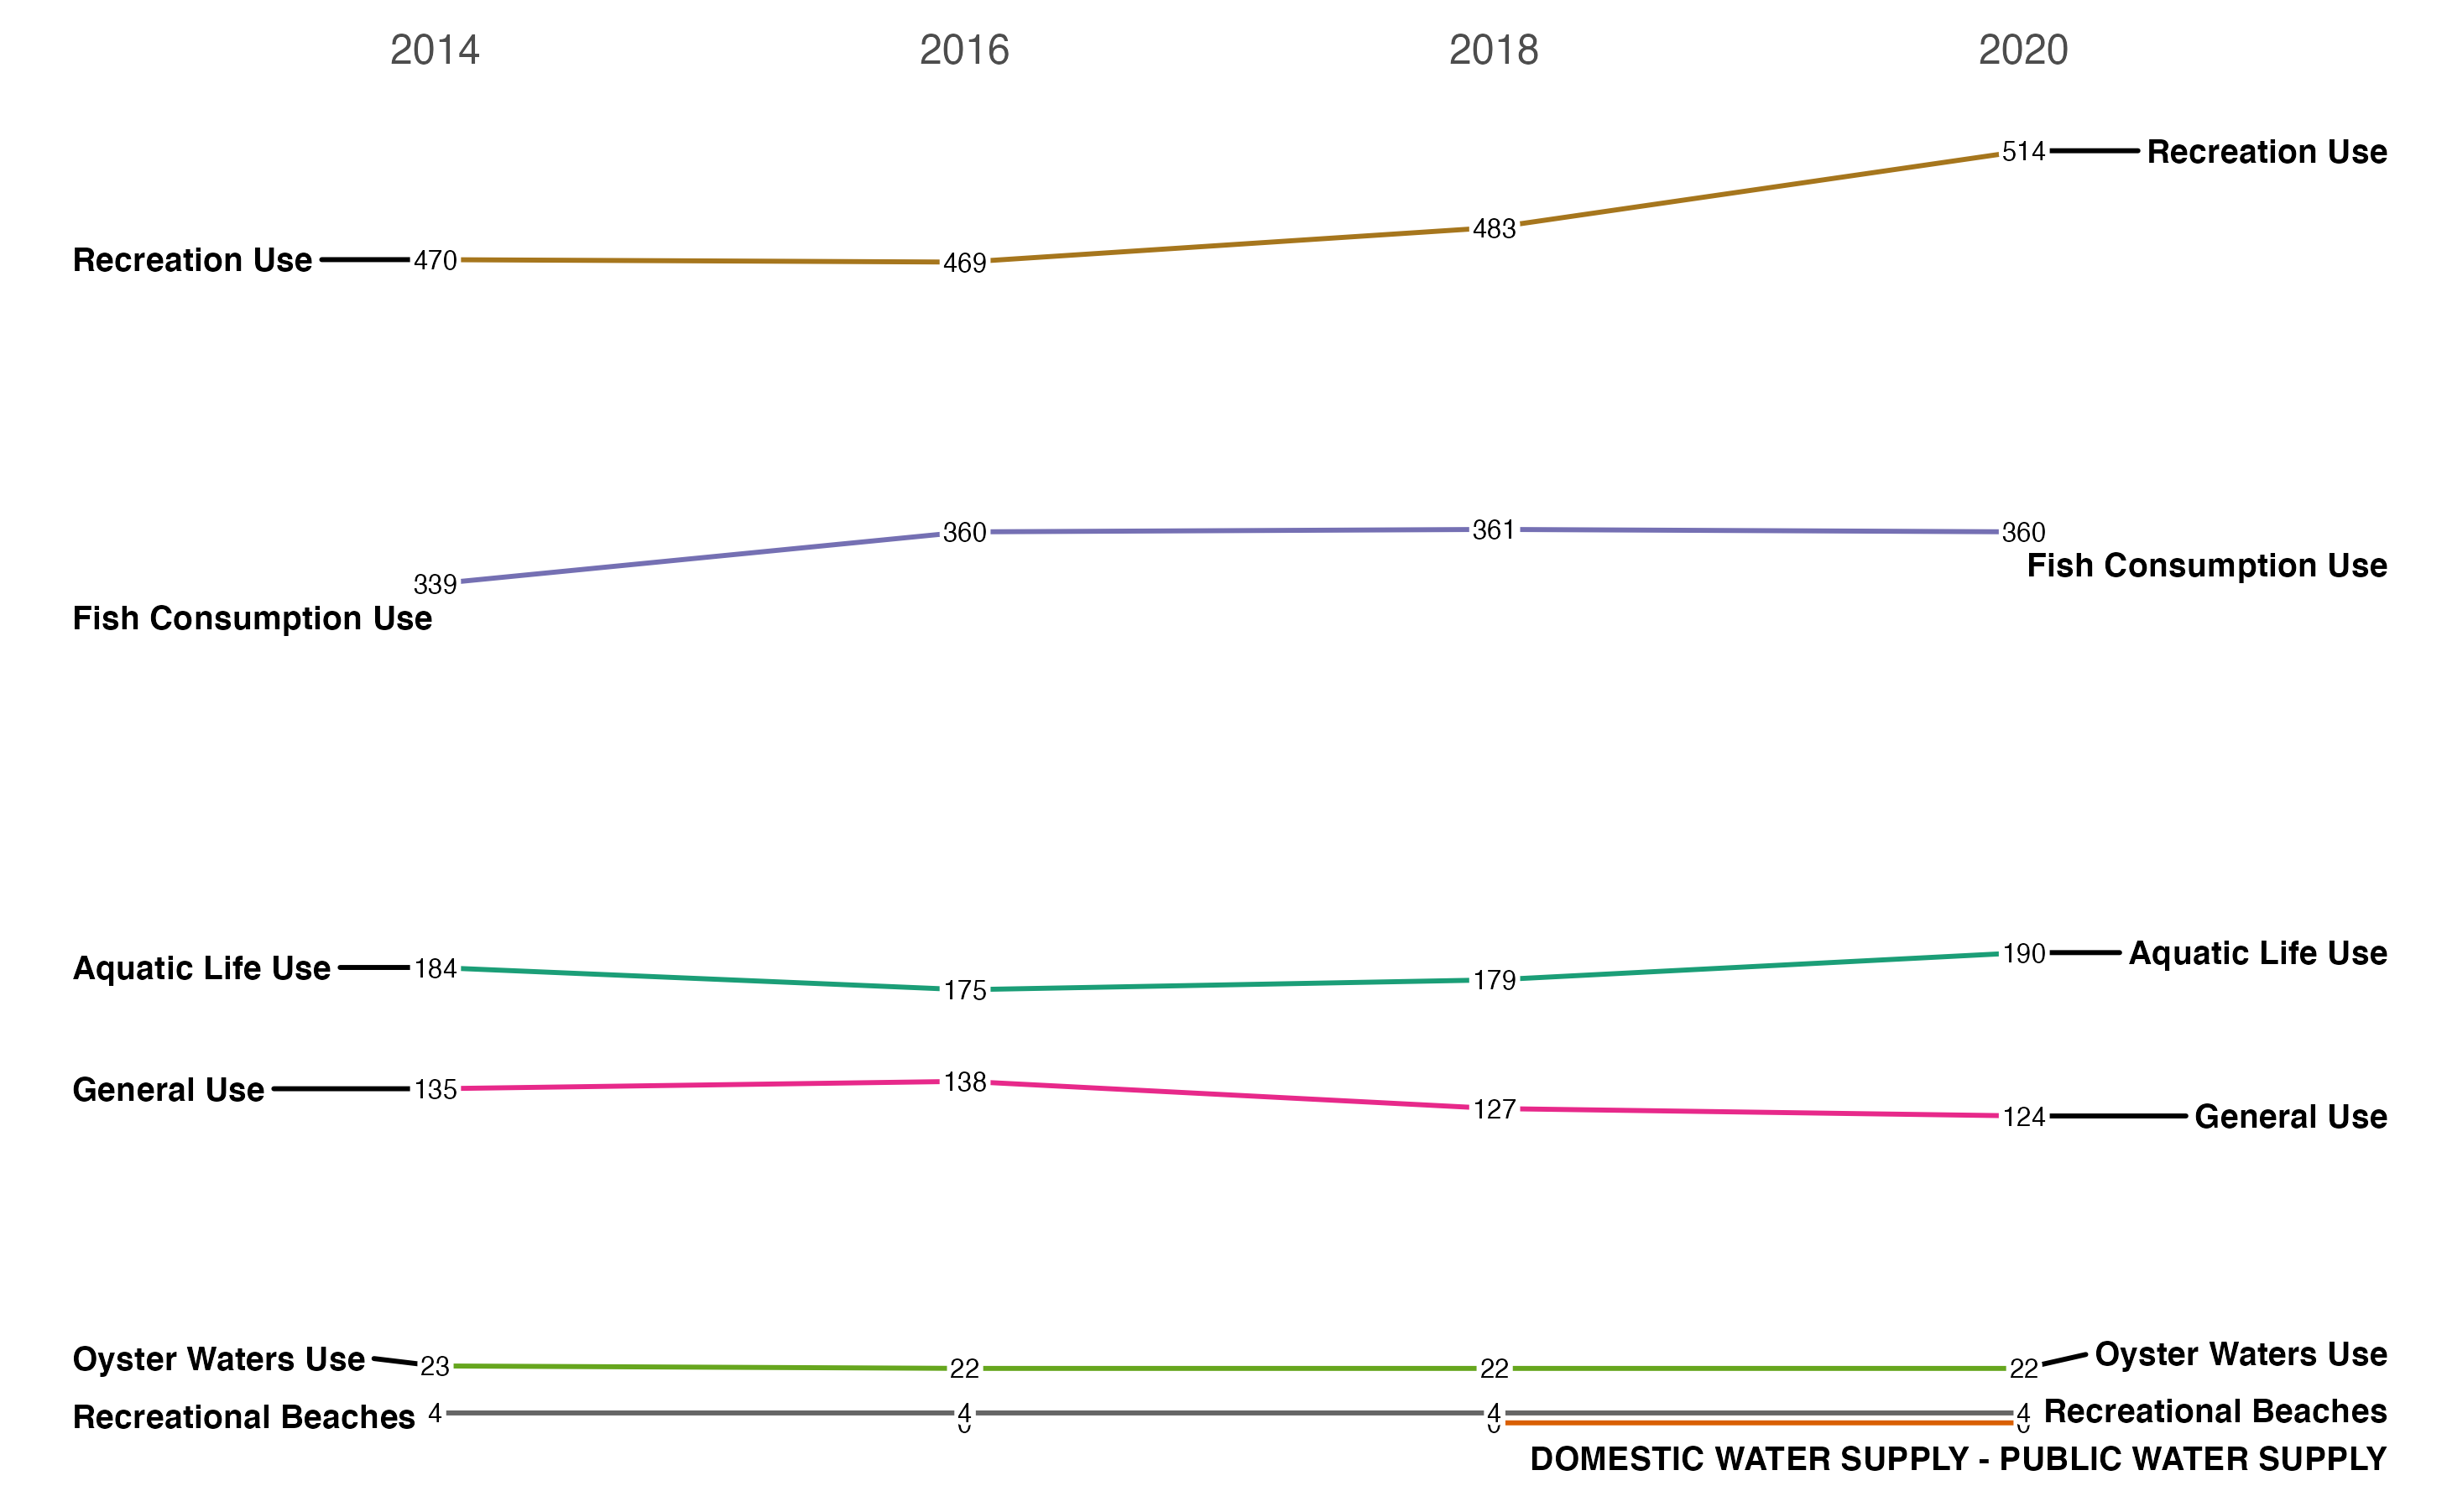 2014 2016 2018 2020
514 Recreation Use
483
Recreation Use 470 469
360 361 360
Fish Consumption Use
339
Fish Consumption Use
190 Aquatic Life Use
Aquatic Life Use 184 175 179
General Use 135 138 127 124 General Use
Oyster Waters Use 23 22 22 22 Oyster Waters Use
Recreational Beaches 4 4 4 4 Recreational Beaches
DOMESTIC WATER SUPPLY - PUBLIC WATER SUPPLY